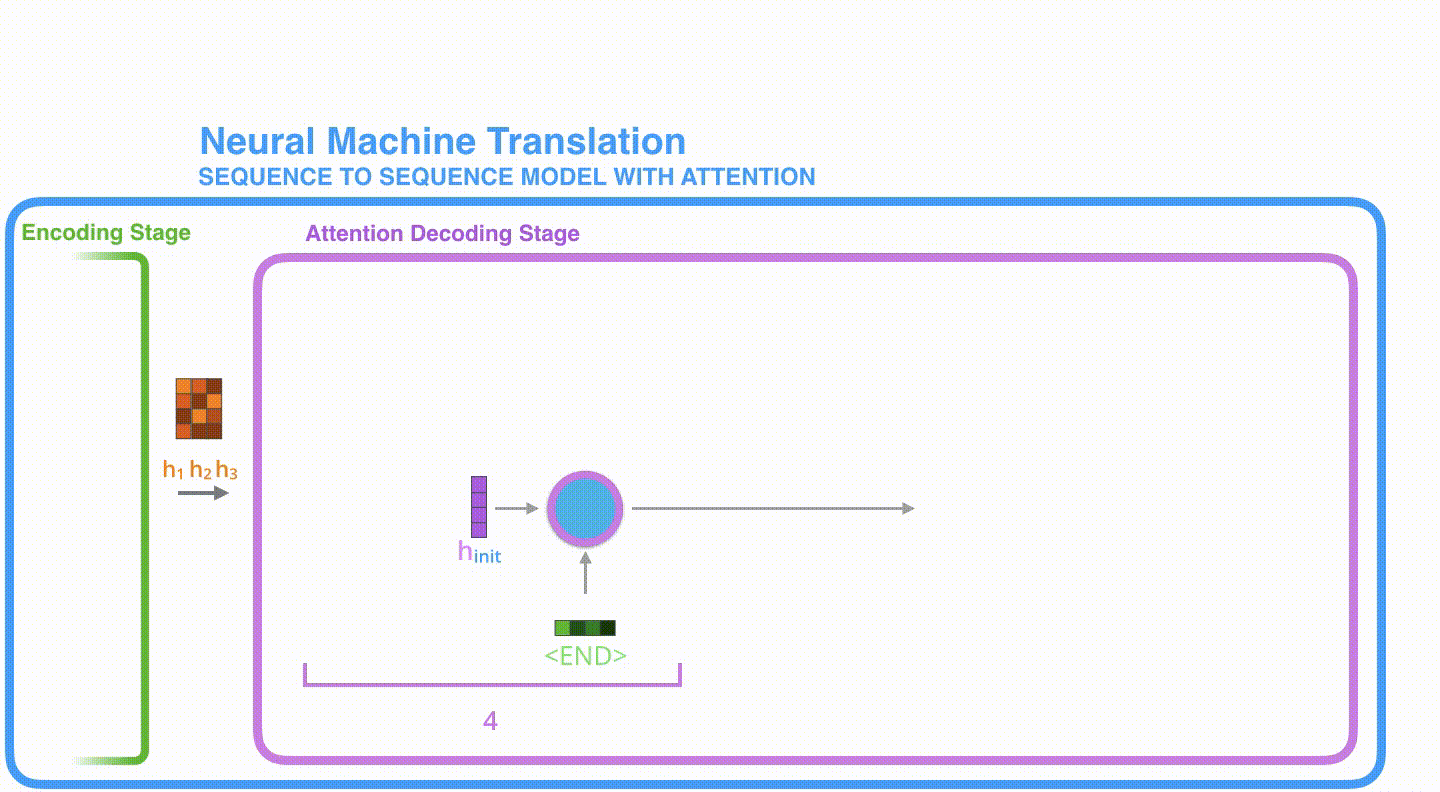 Neural Machine Translation
SEQUENCE TO SEQUENCE MODEL WITH ATTENTION
Encoding Stage
Attention Decoding Stage
h₁ h₂ h₃
hinit
<END>
4